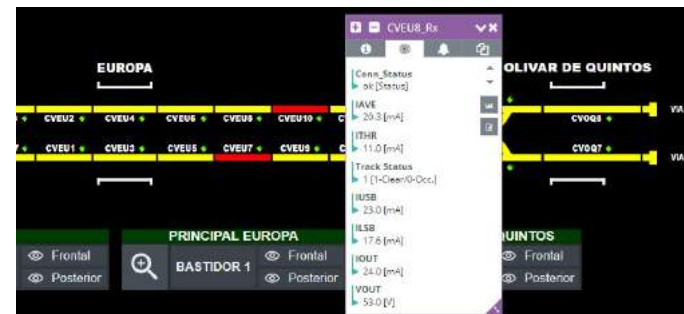 CVEU8_Rx
EUROPA
OLIVAR DE QUINTOS
Conn_Status
ok [Status]
IAVE
20.3 [mA]
ITHR
11.0 [mA]
Track Status
1 [1-Clear/0-Occ.]
IUSB
23.0 [mA]
ILSB
17.6 [mA]
IOUT
24.0 [mA]
VOUT
53.0 [V]
CVEU2 CVEU4 CVEU6 CVEU8 CVEU10 CVOQ8 VIA
CVEU1 CVEU3 CVEU5 CVEU7 CVEU9 CVOQ7 VIA
PRINCIPAL EUROPA
QUINTOS
Frontal
Posterior
BASTIDOR 1
Frontal
Posterior
Frontal
Posterior